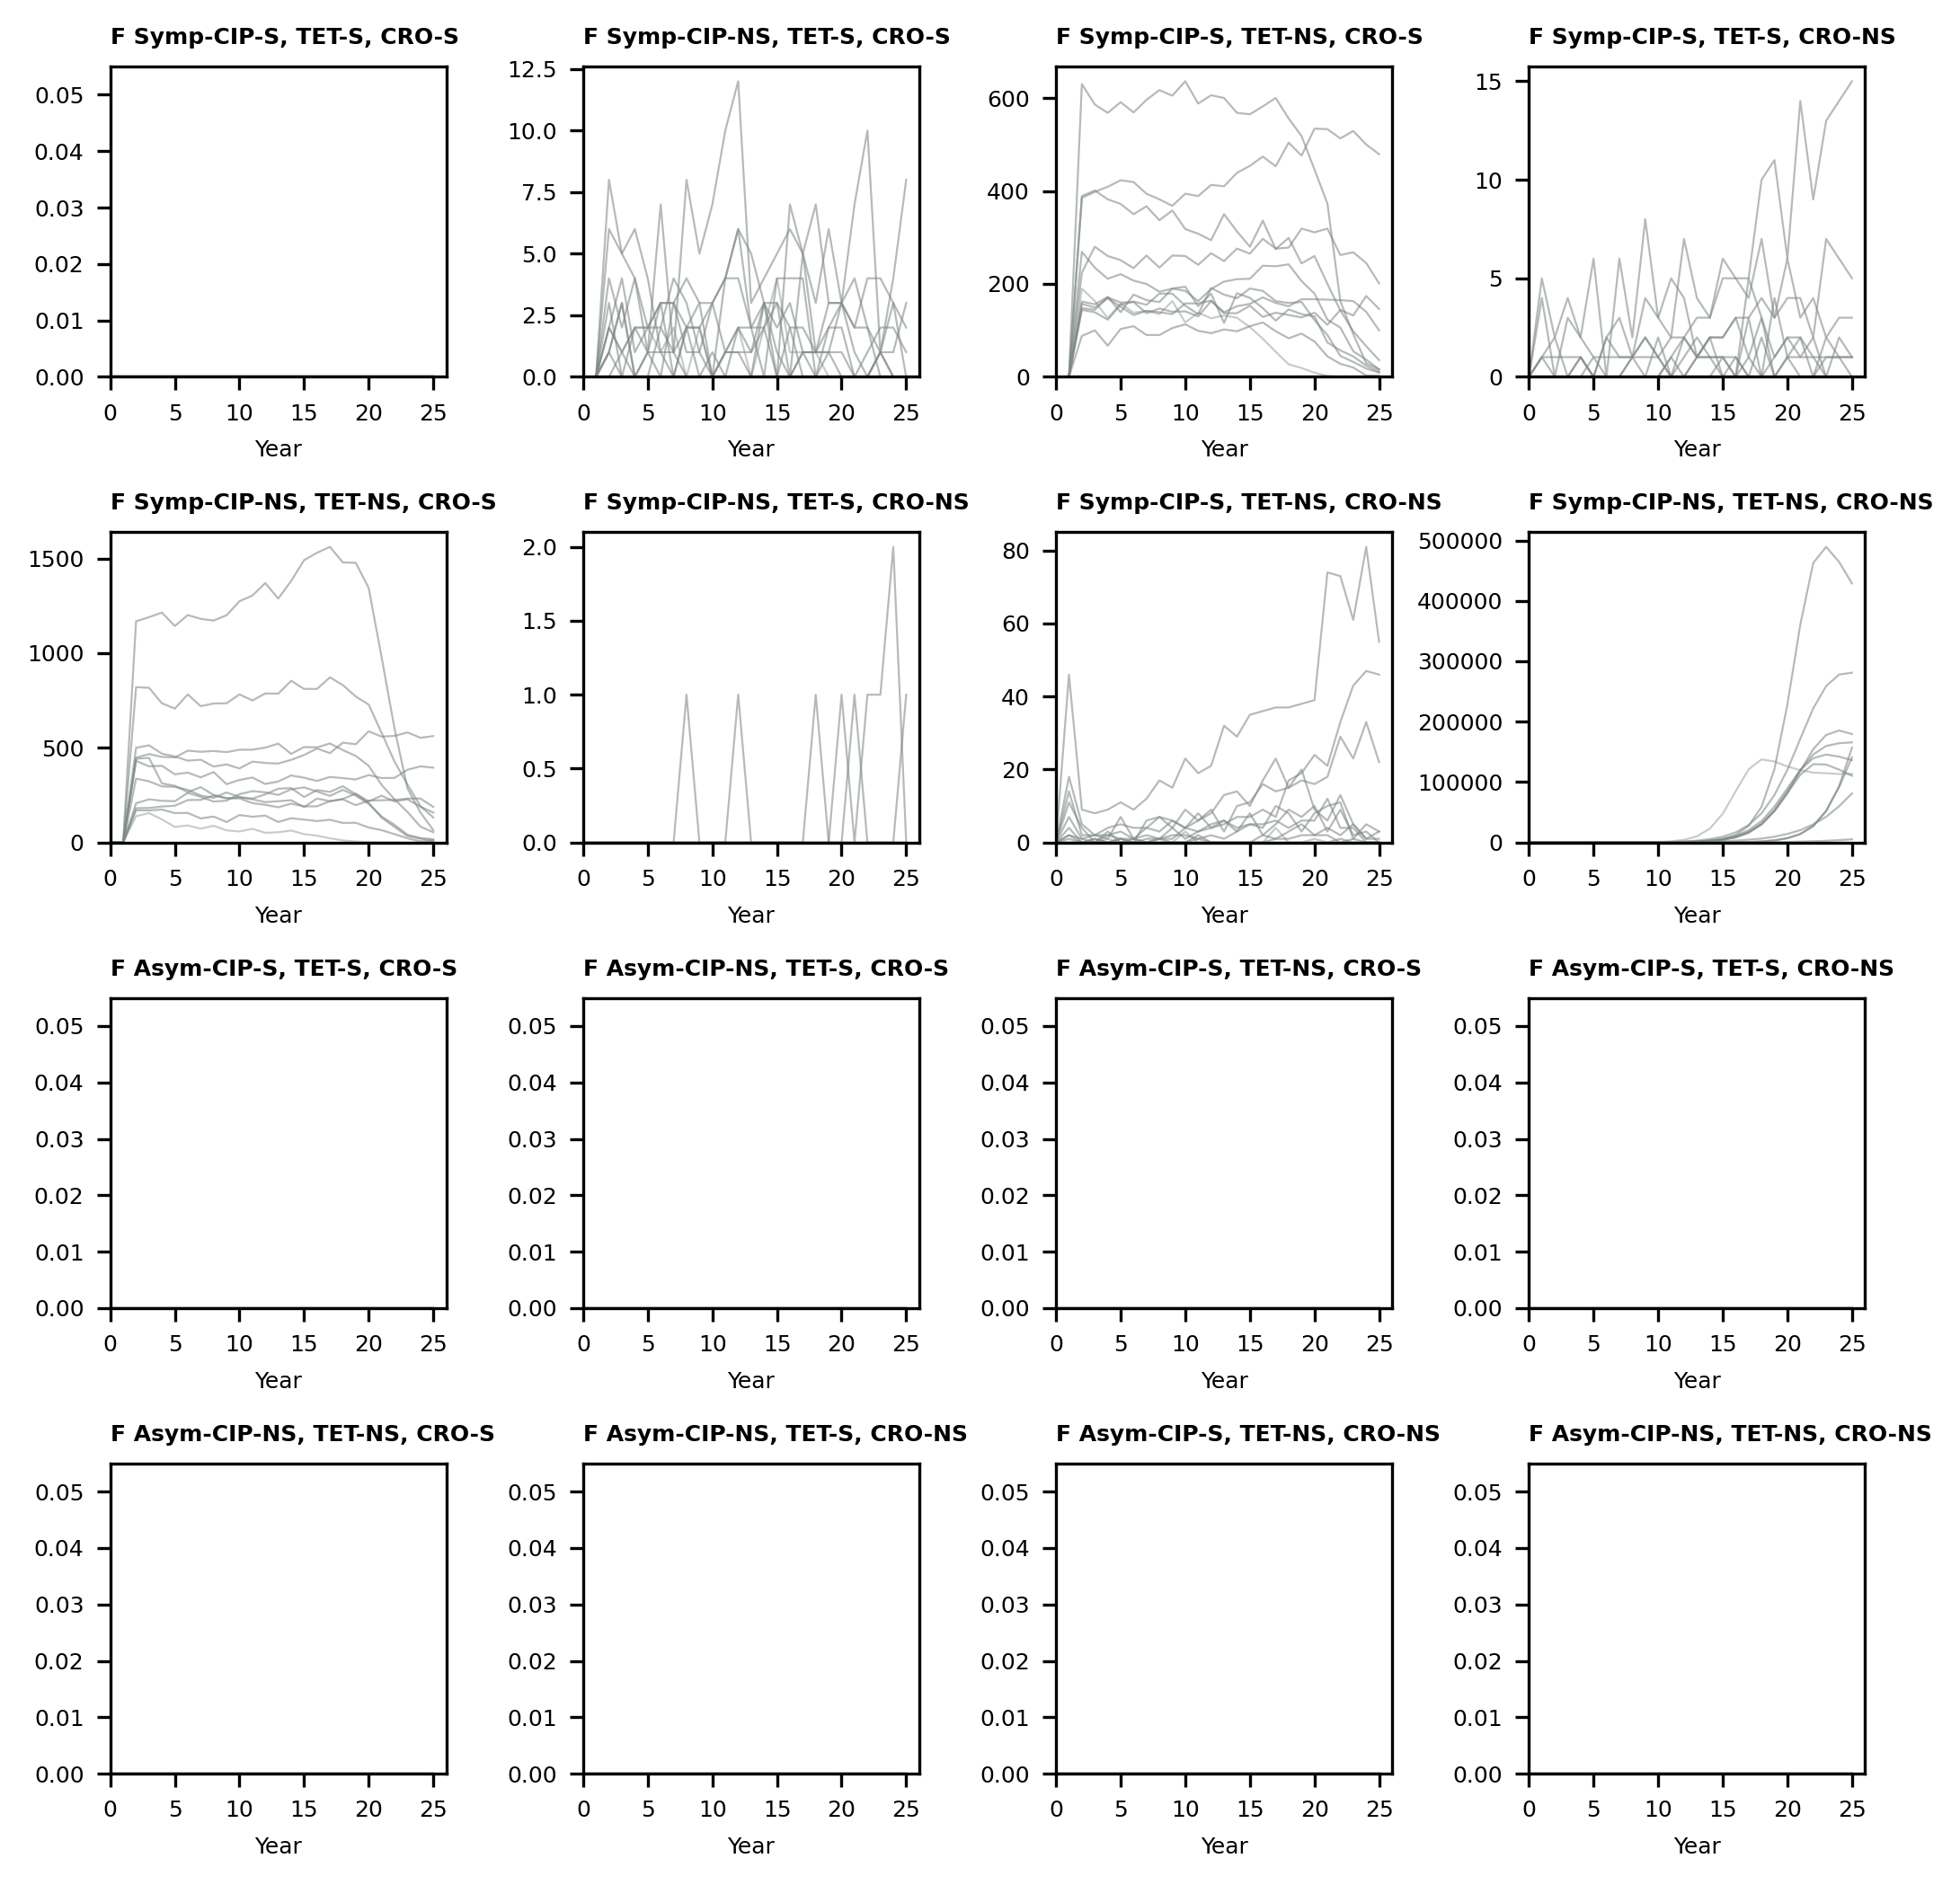 F Symp-CIP-S, TET-S, CRO-S
0.05
0.04
0.03
0.02
0.01
0.00
0 5 10 15 20 25
Year
F Symp-CIP-NS, TET-S, CRO-S
12.5
10.0
7.5
5.0
2.5
0.0
0 5 10 15 20 25
Year
F Symp-CIP-S, TET-NS, CRO-S
600
400
200
0
0 5 10 15 20 25
Year
F Symp-CIP-S, TET-S, CRO-NS
15
10
5
0
0 5 10 15 20 25
Year
F Symp-CIP-NS, TET-NS, CRO-S
1500
1000
500
0
0 5 10 15 20 25
Year
F Symp-CIP-NS, TET-S, CRO-NS
2.0
1.5
1.0
0.5
0.0
0 5 10 15 20 25
Year
F Symp-CIP-S, TET-NS, CRO-NS
80
60
40
20
0
0 5 10 15 20 25
Year
F Symp-CIP-NS, TET-NS, CRO-NS
500000
400000
300000
200000
100000
0
0 5 10 15 20 25
Year
F Asym-CIP-S, TET-S, CRO-S
0.05
0.04
0.03
0.02
0.01
0.00
0 5 10 15 20 25
Year
F Asym-CIP-NS, TET-S, CRO-S
0.05
0.04
0.03
0.02
0.01
0.00
0 5 10 15 20 25
Year
F Asym-CIP-S, TET-NS, CRO-S
0.05
0.04
0.03
0.02
0.01
0.00
0 5 10 15 20 25
Year
F Asym-CIP-S, TET-S, CRO-NS
0.05
0.04
0.03
0.02
0.01
0.00
0 5 10 15 20 25
Year
F Asym-CIP-NS, TET-NS, CRO-S
0.05
0.04
0.03
0.02
0.01
0.00
0 5 10 15 20 25
Year
F Asym-CIP-NS, TET-S, CRO-NS
0.05
0.04
0.03
0.02
0.01
0.00
0 5 10 15 20 25
Year
F Asym-CIP-S, TET-NS, CRO-NS
0.05
0.04
0.03
0.02
0.01
0.00
0 5 10 15 20 25
Year
F Asym-CIP-NS, TET-NS, CRO-NS
0.05
0.04
0.03
0.02
0.01
0.00
0 5 10 15 20 25
Year